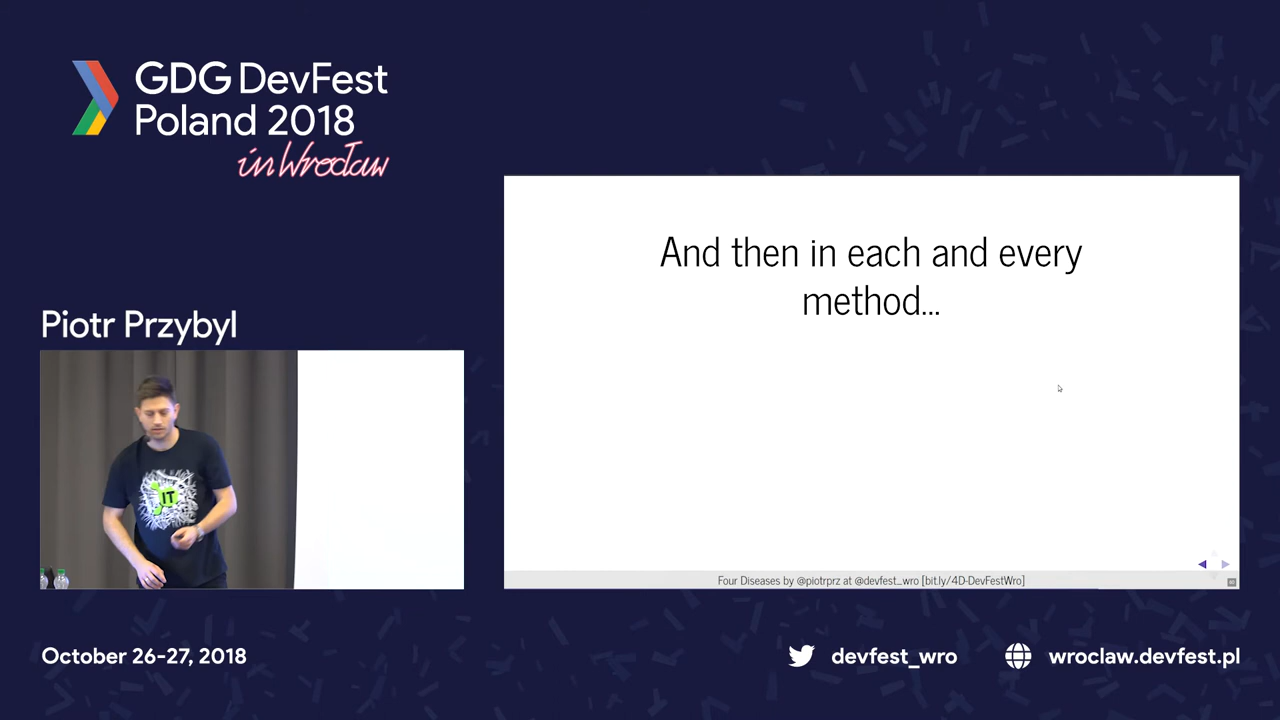 GDG DevFest
Poland 2018
in Wrocław
Piotr Przybyl
IT
And then in each and every
method...
Four Diseases by @piotrprz at @devfest_wro [bit.ly/4D-DevFestWro]
October 26-27, 2018
devfest_wro
wroclaw.devfest.pl